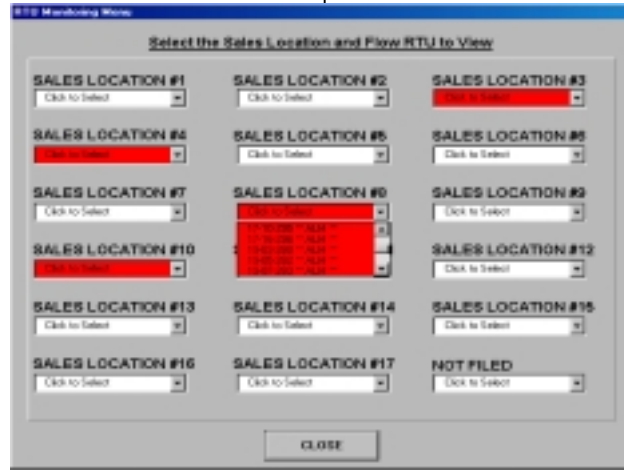 RTU Monitoring Menu
Select the Sales Location and Flow RTU to View
SALES LOCATION #1
SALES LOCATION #2
SALES LOCATION #3
Click to Select
Click to Select
Click to Select
SALES LOCATION #4
SALES LOCATION #5
SALES LOCATION #6
Click to Select
Click to Select
Click to Select
SALES LOCATION #7
SALES LOCATION #8
SALES LOCATION #9
Click to Select
Click to Select
Click to Select
SALES LOCATION #10
SALES LOCATION #12
Click to Select
Click to Select
SALES LOCATION #13
SALES LOCATION #14
SALES LOCATION #15
Click to Select
Click to Select
Click to Select
SALES LOCATION #16
SALES LOCATION #17
NOT FILED
Click to Select
Click to Select
Click to Select
CLOSE